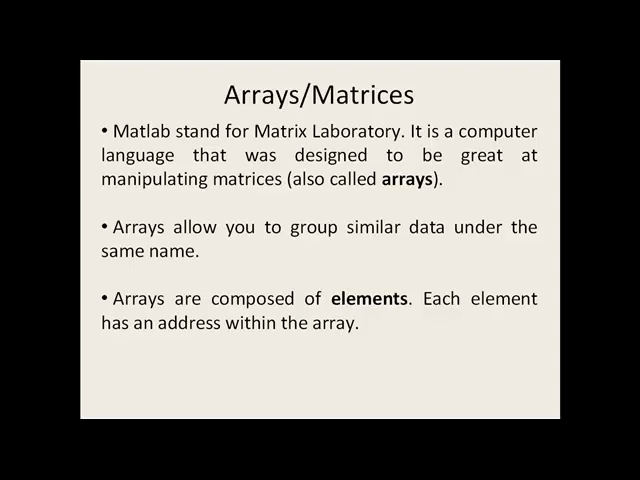 Arrays/Matrices
• Matlab stand for Matrix Laboratory. It is a computer
language that was designed to be great at
manipulating matrices (also called arrays).
• Arrays allow you to group similar data under the
same name.
• Arrays are composed of elements. Each element
has an address within the array.